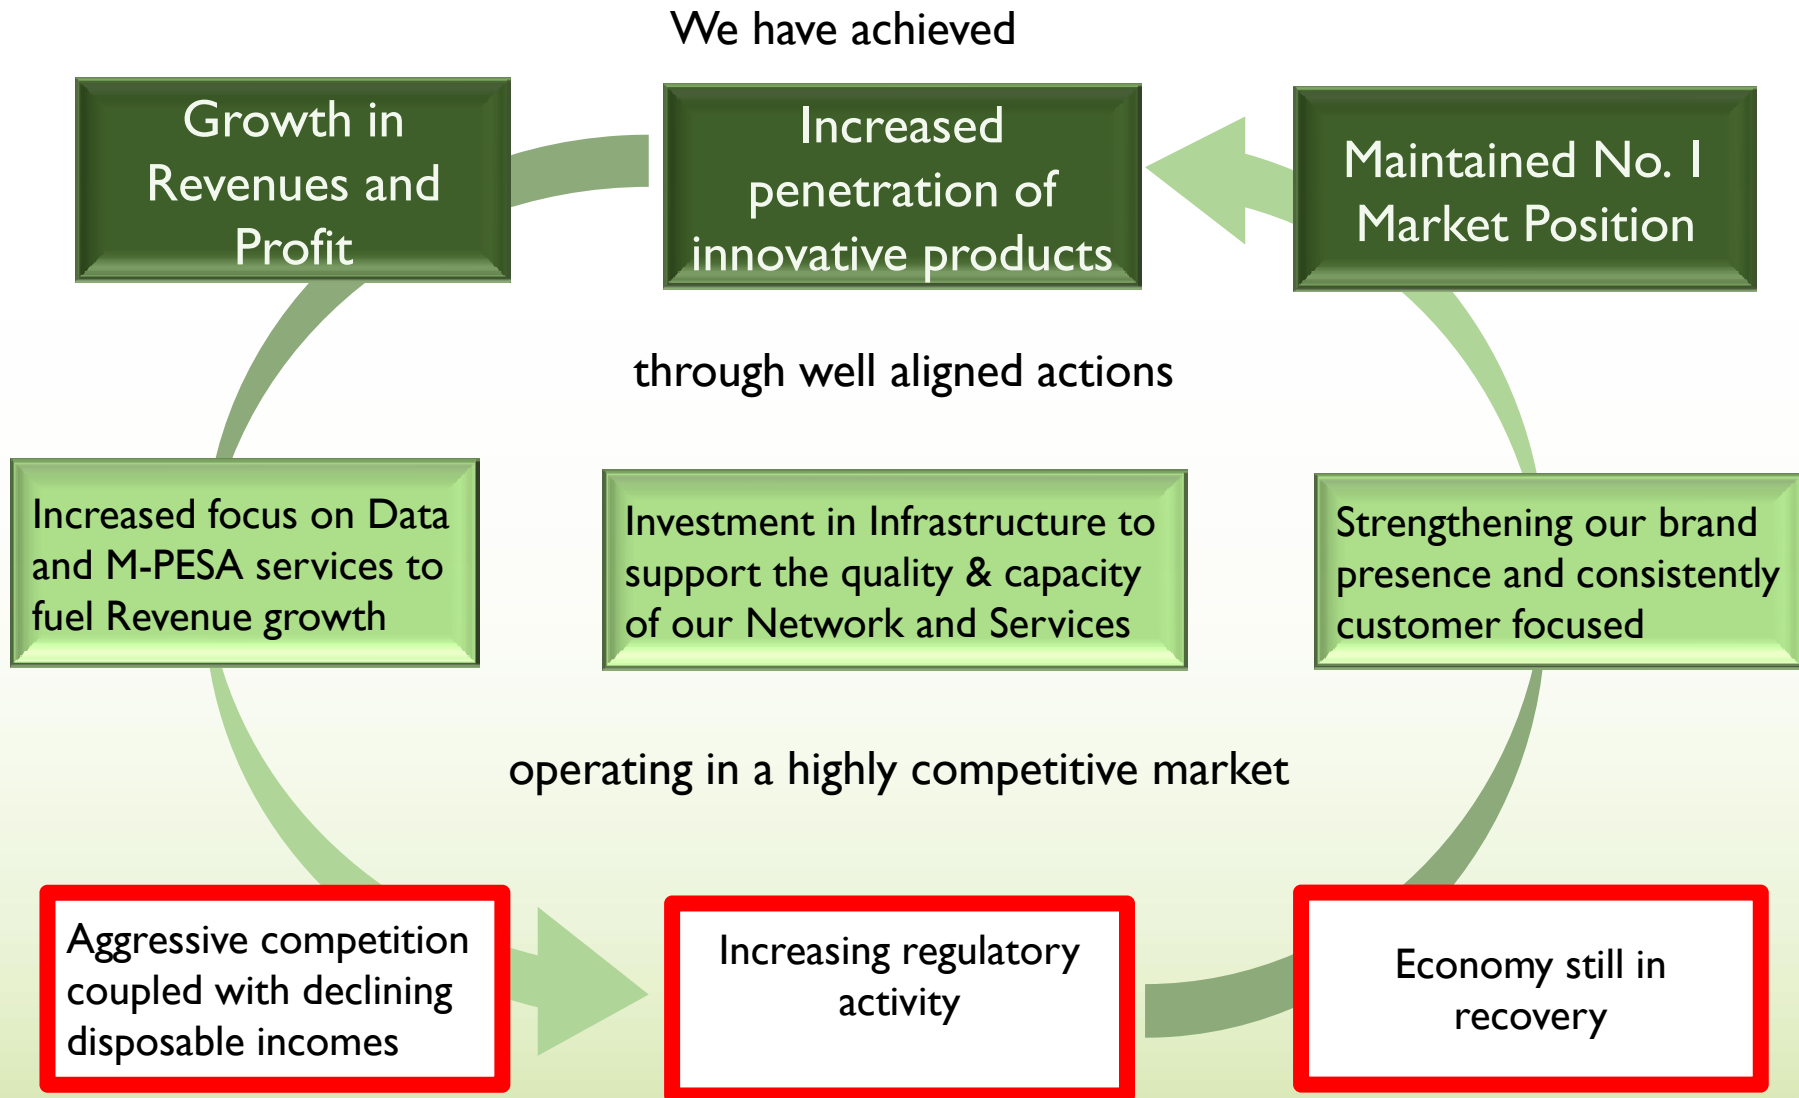 We have achieved
Growth in
Revenues and
Profit
Increased
penetration of
innovative products
Maintained No. 1
Market Position
through well aligned actions
Increased focus on Data
and M-PESA services to
fuel Revenue growth
Investment in Infrastructure to
support the quality & capacity
of our Network and Services
Strengthening our brand
presence and consistently
customer focused
operating in a highly competitive market
Aggressive competition
coupled with declining
disposable incomes
Increasing regulatory
activity
Economy still in
recovery